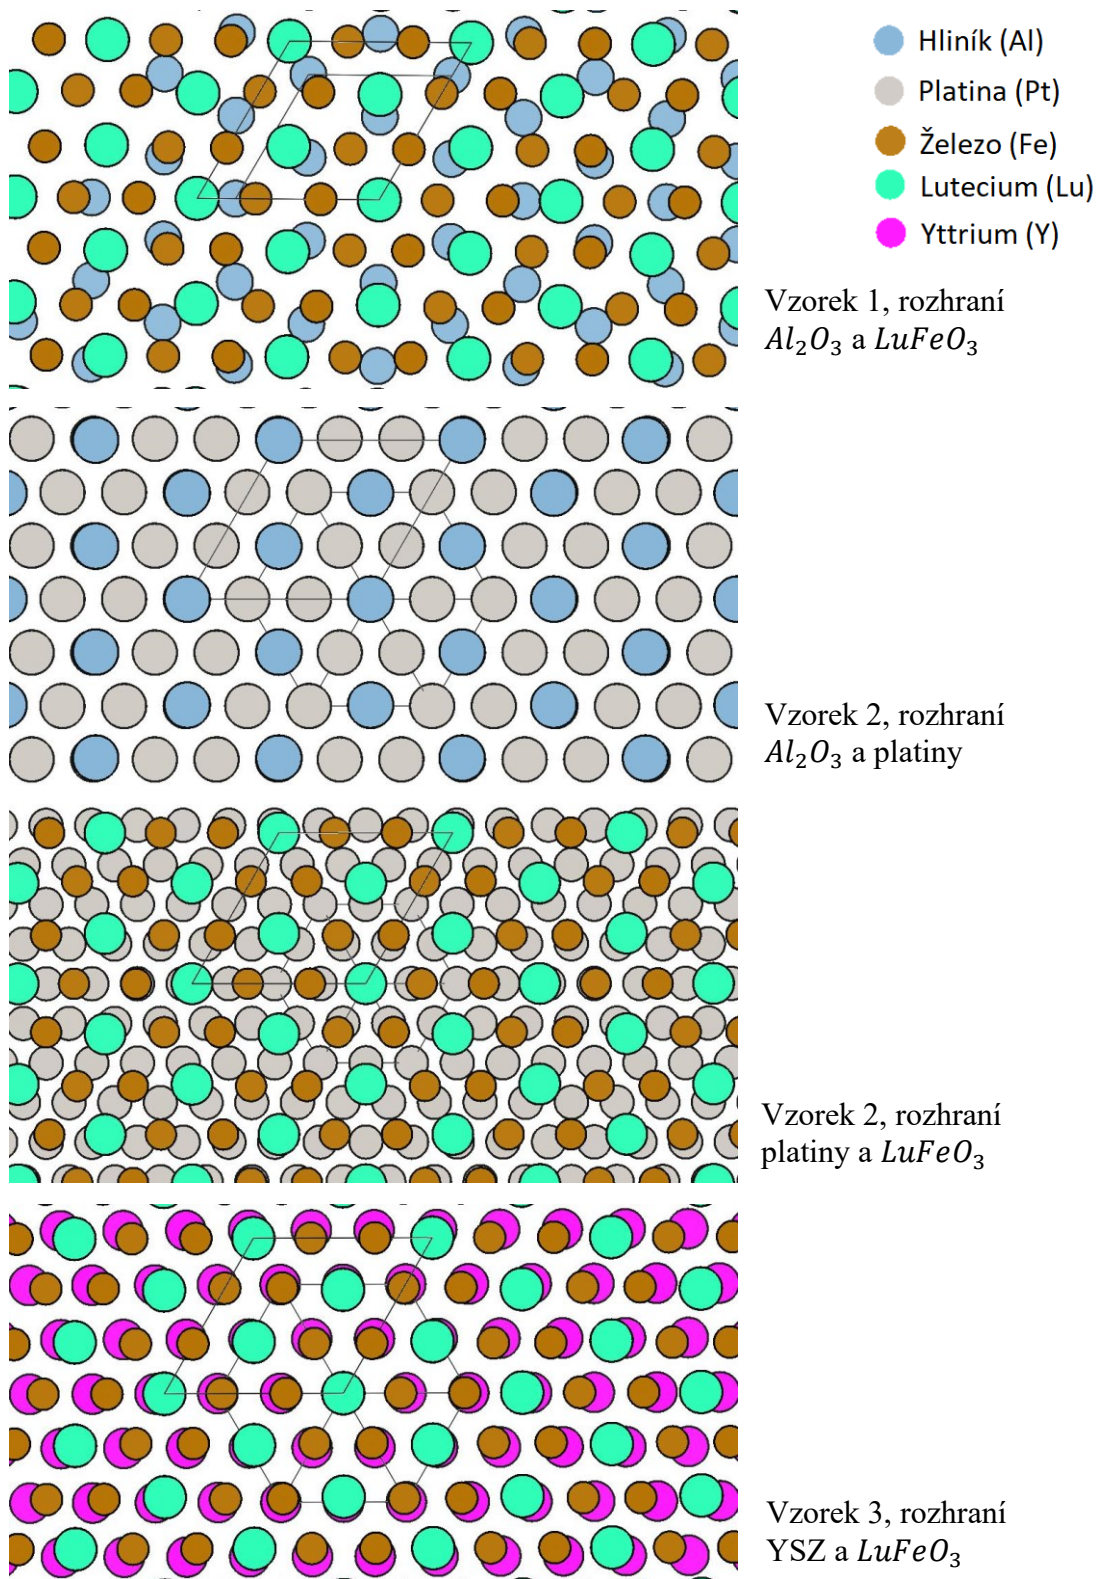 Hliník (Al)
Platina (Pt)
Železo (Fe)
Lutecium (Lu)
Yttrium (Y)
Vzorek 1, rozhraní
Al₂O₃ a LuFeO₃
Vzorek 2, rozhraní
Al₂O₃ a platiny
Vzorek 2, rozhraní
platiny a LuFeO₃
Vzorek 3, rozhraní
YSZ a LuFeO₃